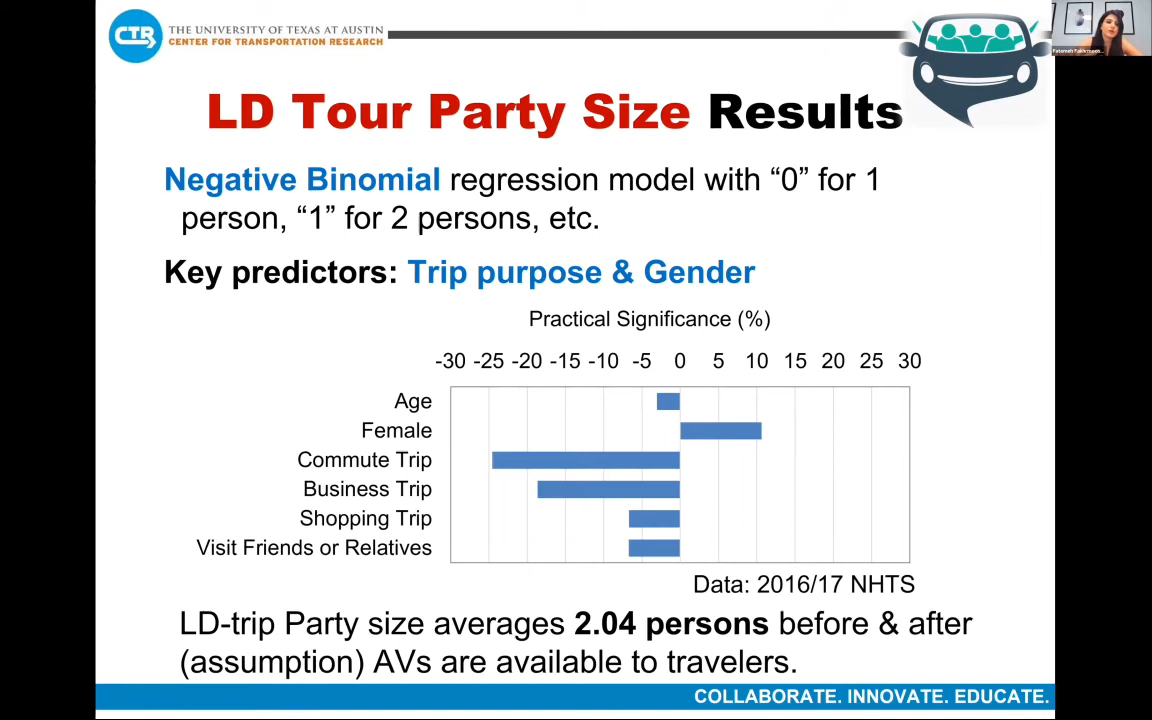 CTR
THE UNIVERSITY OF TEXAS AT AUSTIN
CENTER FOR TRANSPORTATION RESEARCH
LD Tour Party Size Results
Negative Binomial regression model with “0” for 1
person, “1” for 2 persons, etc.
Key predictors: Trip purpose & Gender
Practical Significance (%)
-30 -25 -20 -15 -10 -5 0 5 10 15 20 25 30
Age
Female
Commute Trip
Business Trip
Shopping Trip
Visit Friends or Relatives
Data: 2016/17 NHTS
LD-trip Party size averages 2.04 persons before & after
(assumption) AVs are available to travelers.
COLLABORATE. INNOVATE. EDUCATE.